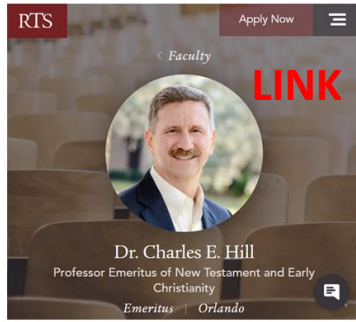 RTS
Apply Now
< Faculty
LINK
Dr. Charles E. Hill
Professor Emeritus of New Testament and Early
Christianity
Emeritus | Orlando